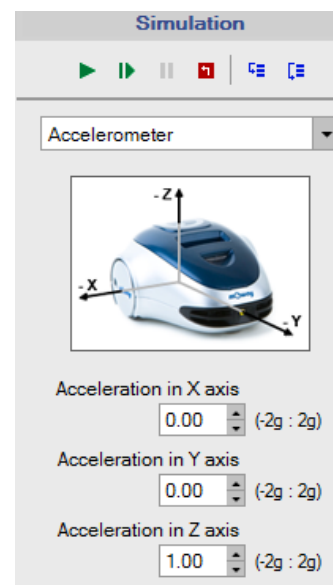 Simulation
Accelerometer
- Z
- X
- Y
Acceleration in X axis
0.00 (-2g : 2g)
Acceleration in Y axis
0.00 (-2g : 2g)
Acceleration in Z axis
1.00 (-2g : 2g)